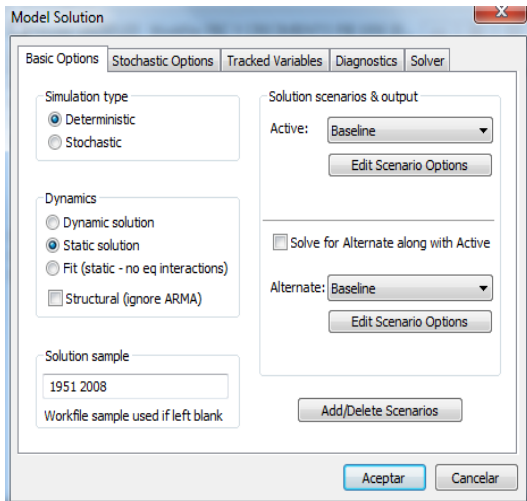 Model Solution
Basic Options
Stochastic Options
Tracked Variables
Diagnostics
Solver
Simulation type
Deterministic
Stochastic
Dynamics
Dynamic solution
Static solution
Fit (static - no eq interactions)
Structural (ignore ARMA)
Solution sample
1951 2008
Workfile sample used if left blank
Solution scenarios & output
Active: Baseline
Edit Scenario Options
Solve for Alternate along with Active
Alternate: Baseline
Edit Scenario Options
Add/Delete Scenarios
Aceptar
Cancelar